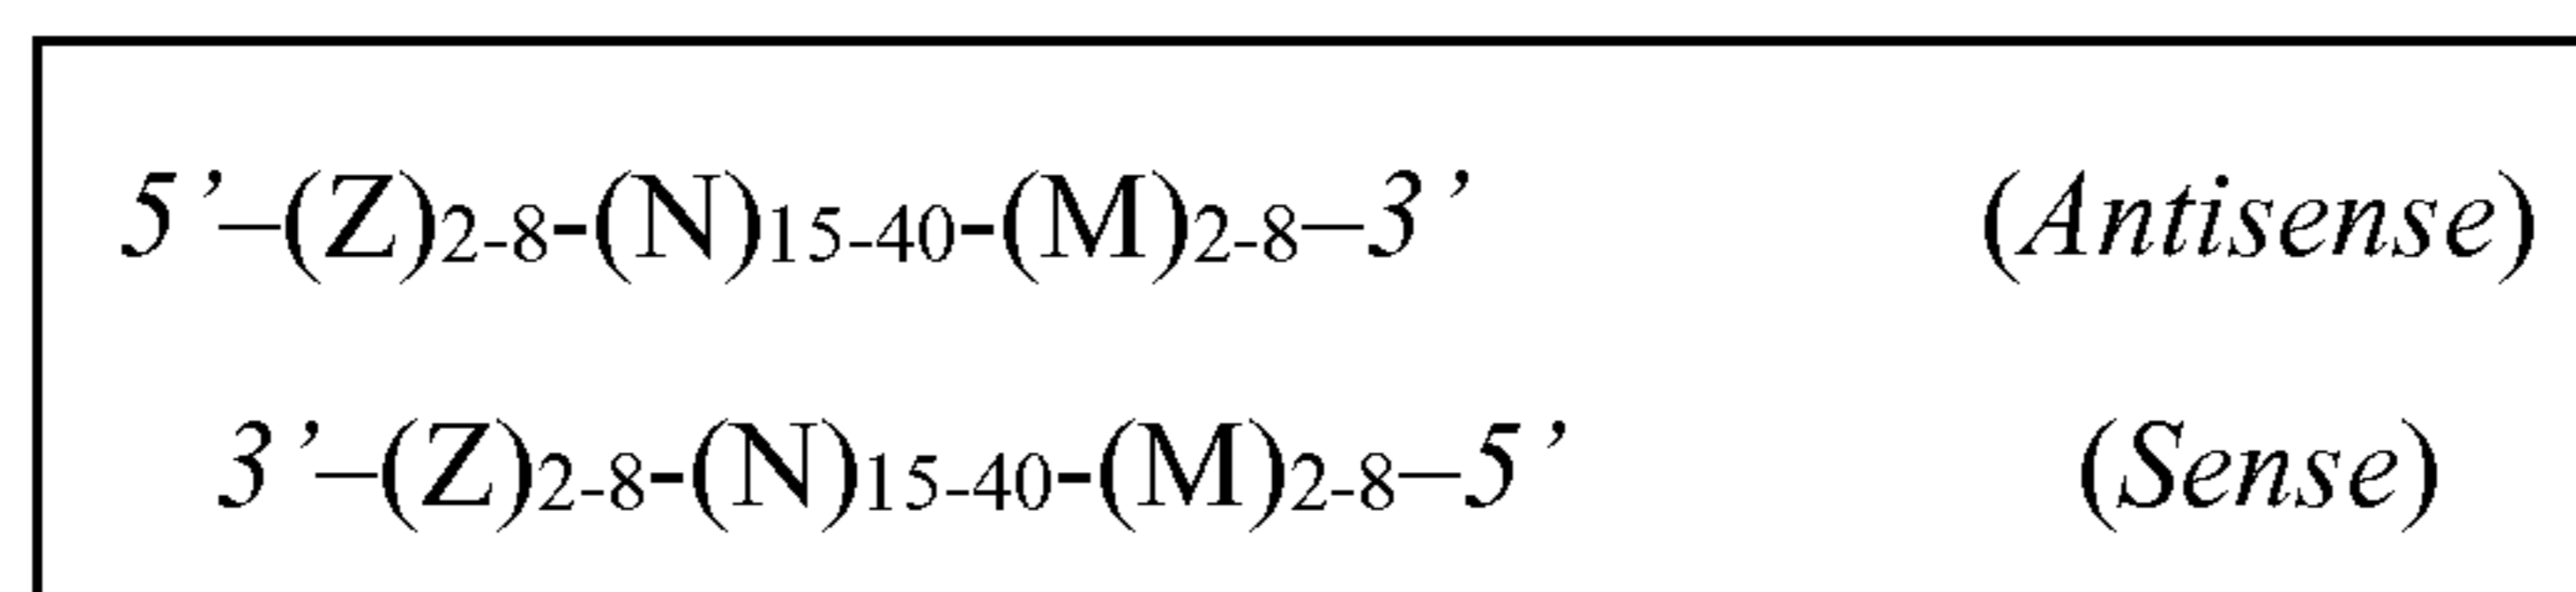 5’–(Z)2-8-(N)15-40-(M)2-8–3’ (Antisense)
3’–(Z)2-8-(N)15-40-(M)2-8–5’ (Sense)